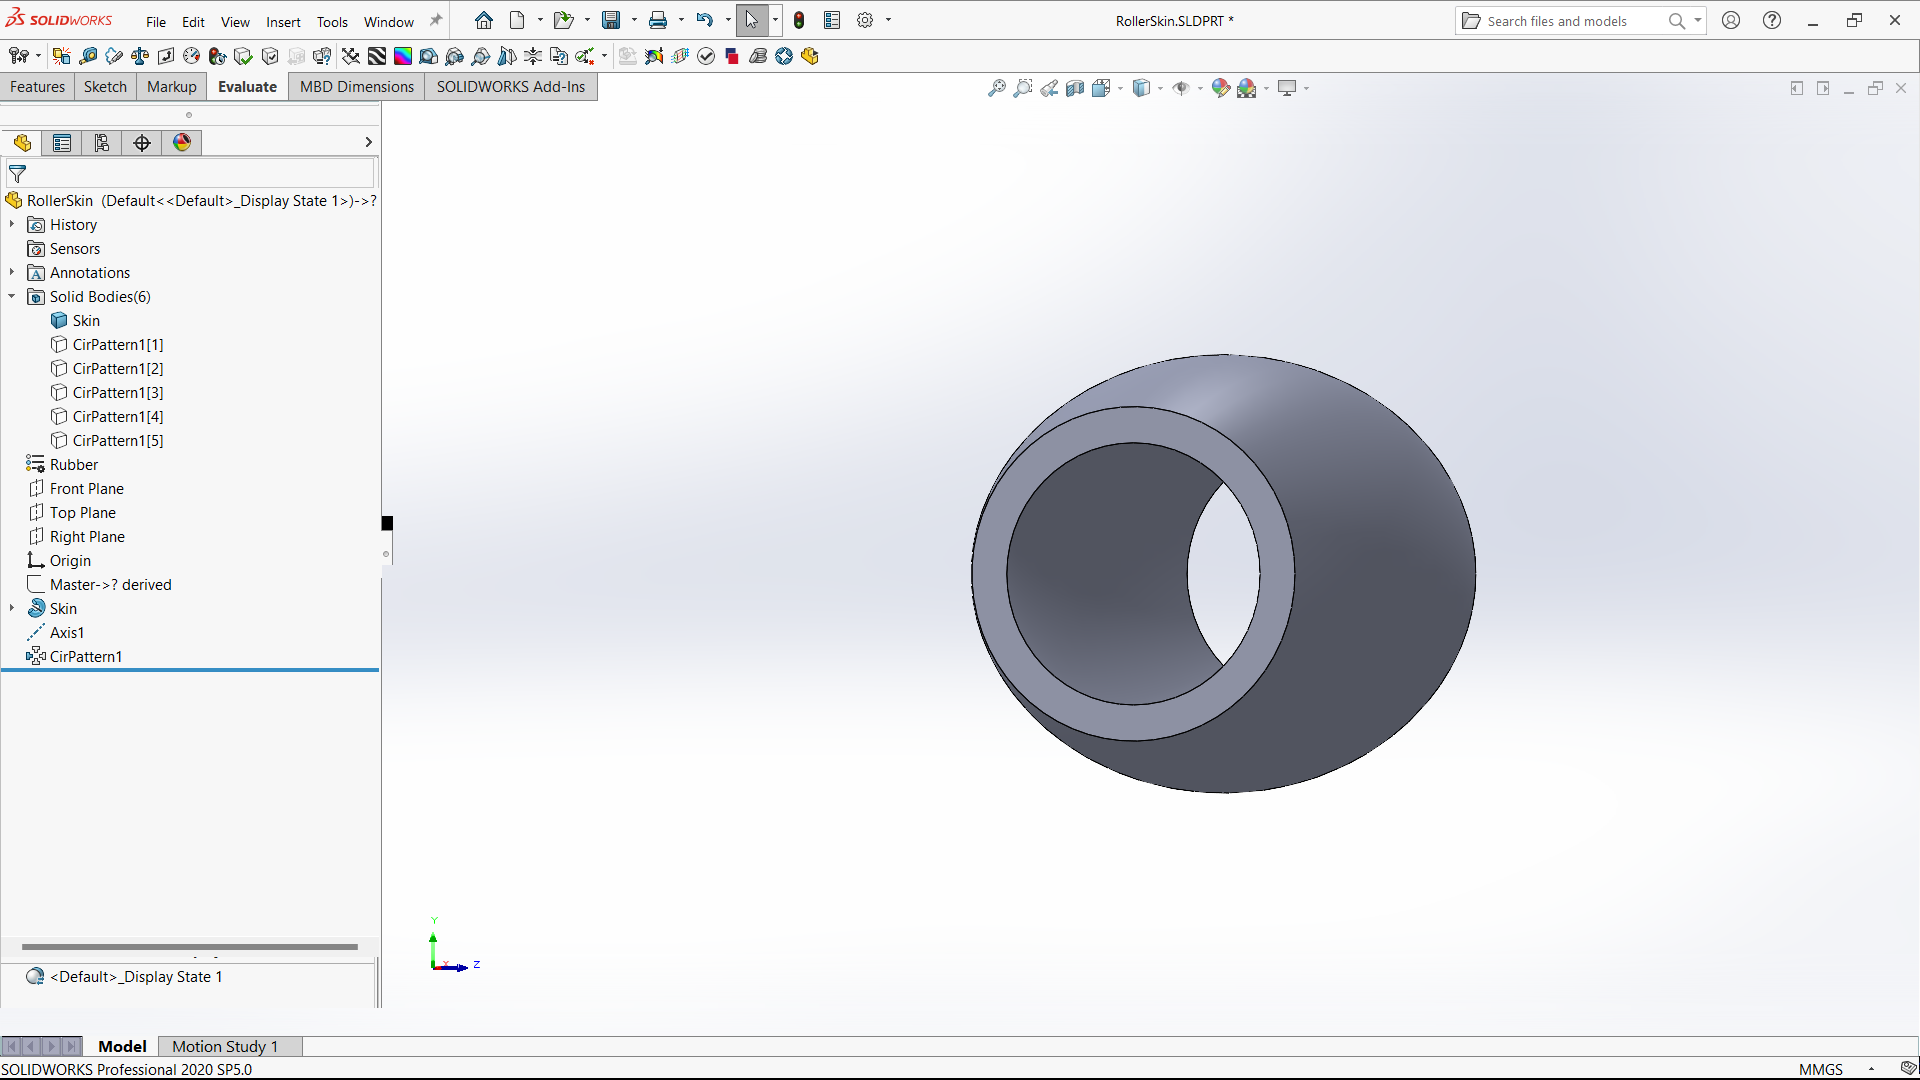 SOLIDWORKS File Edit View Insert Tools Window RollerSkin.SLDPRT * Search files and models
Features Sketch Markup Evaluate MBD Dimensions SOLIDWORKS Add-Ins
RollerSkin (Default<<Default>_Display State 1>)->?
History
Sensors
Annotations
Solid Bodies(6)
Skin
CirPattern1[1]
CirPattern1[2]
CirPattern1[3]
CirPattern1[4]
CirPattern1[5]
Rubber
Front Plane
Top Plane
Right Plane
Origin
Master->? derived
Skin
Axis1
CirPattern1
Y
X Z
<Default>_Display State 1
Model Motion Study 1
SOLIDWORKS Professional 2020 SP5.0 MMGS